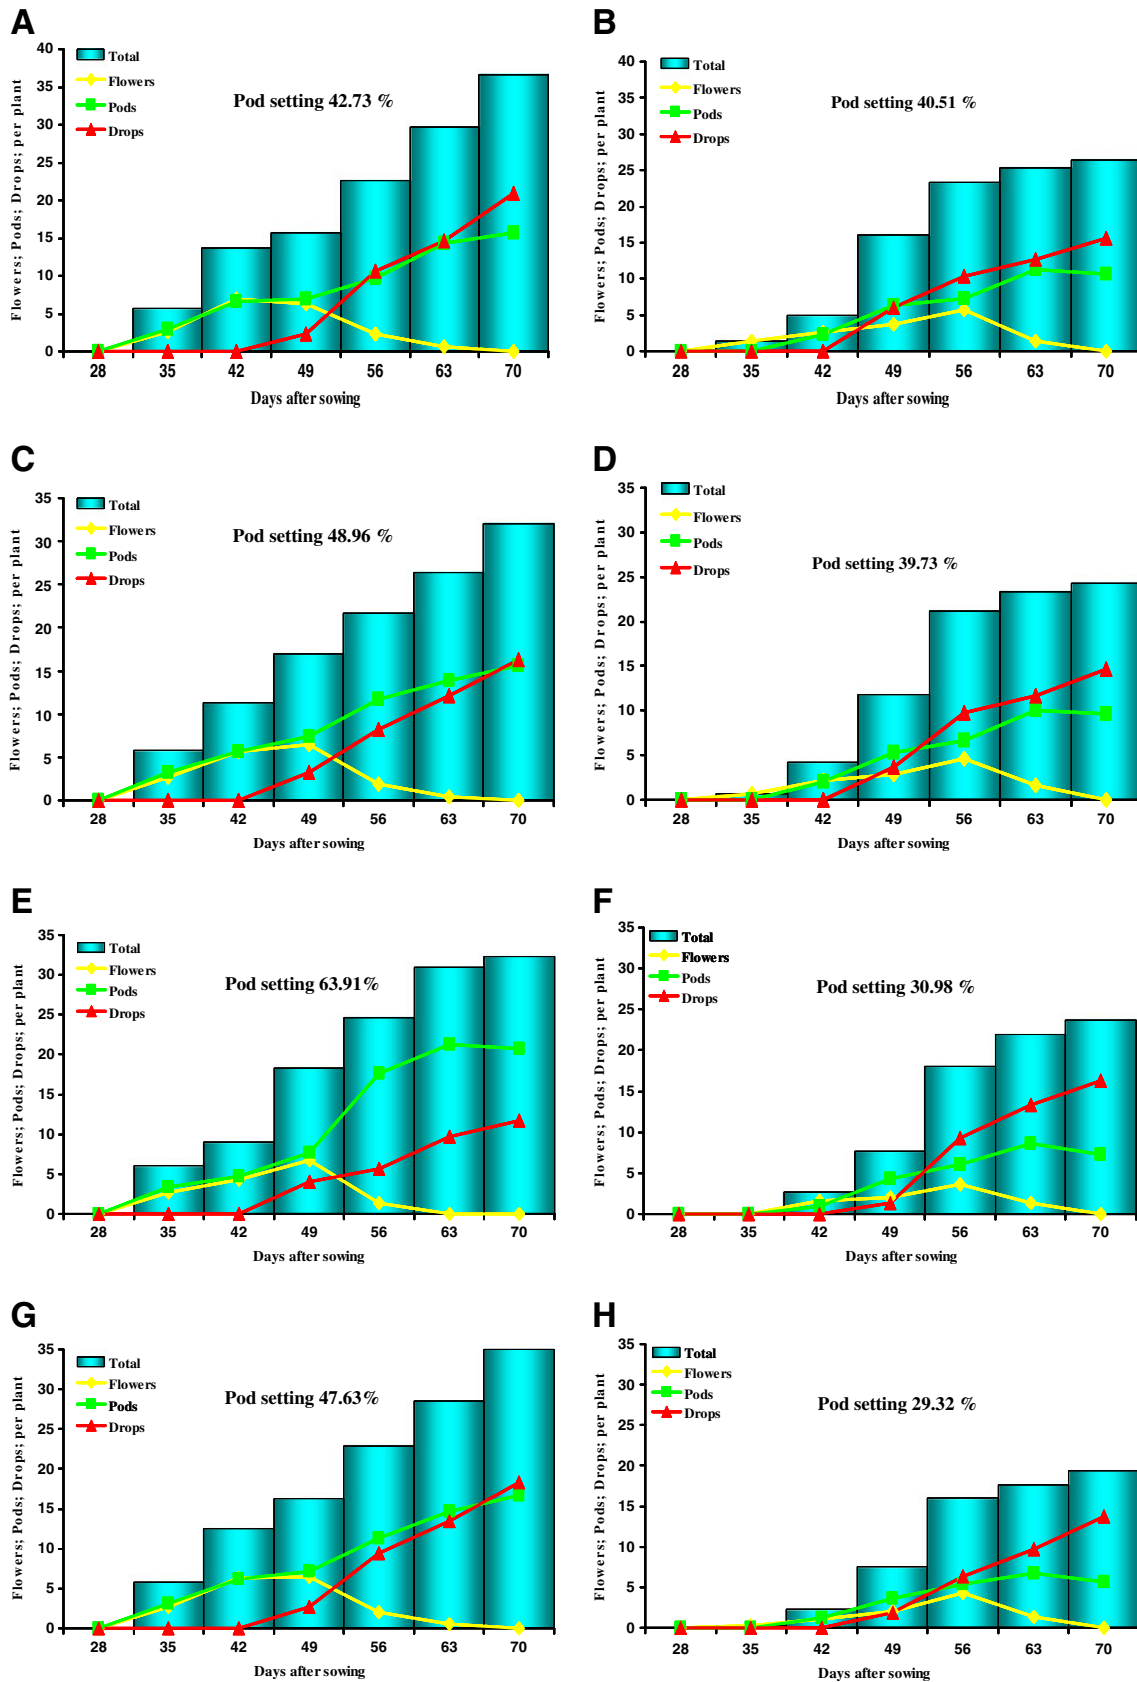 A
Flowers; Pods; Drops; per plant
40
35
30
25
20
15
10
5
0
Total
Flowers
Pods
Drops
Pod setting 42.73 %
28 35 42 49 56 63 70
Days after sowing
B
Flowers; Pods; Drops; per plant
40
35
30
25
20
15
10
5
0
Total
Flowers
Pods
Drops
Pod setting 40.51 %
28 35 42 49 56 63 70
Days after sowing
C
Flowers; Pods; Drops; per plant
35
30
25
20
15
10
5
0
Total
Flowers
Pods
Drops
Pod setting 48.96 %
28 35 42 49 56 63 70
Days after sowing
D
Flowers; Pods; Drops; per plant
35
30
25
20
15
10
5
0
Total
Flowers
Pods
Drops
Pod setting 39.73 %
28 35 42 49 56 63 70
Days after sowing
E
Flowers; Pods; Drops; per plant
35
30
25
20
15
10
5
0
Total
Flowers
Pods
Drops
Pod setting 63.91%
28 35 42 49 56 63 70
Days after sowing
F
Flowers; Pods; Drops; per plant
35
30
25
20
15
10
5
0
Total
Flowers
Pods
Drops
Pod setting 30.98 %
28 35 42 49 56 63 70
Days after sowing
G
Flowers; Pods; Drops; per plant
35
30
25
20
15
10
5
0
Total
Flowers
Pods
Drops
Pod setting 47.63%
28 35 42 49 56 63 70
Days after sowing
H
Flowers; Pods; Drops; per plant
35
30
25
20
15
10
5
0
Total
Flowers
Pods
Drops
Pod setting 29.32 %
28 35 42 49 56 63 70
Days after sowing